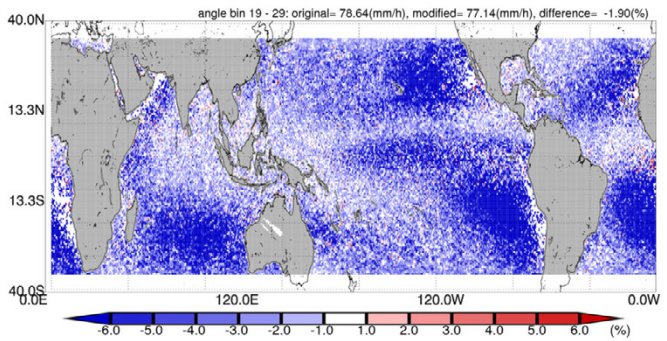 angle bin 19 - 29: original= 78.64(mm/h), modified= 77.14(mm/h), difference= -1.90(%)
40.0N
13.3N
13.3S
40.0S
0.0E 120.0E 120.0W 0.0W
-6.0 -5.0 -4.0 -3.0 -2.0 -1.0 1.0 2.0 3.0 4.0 5.0 6.0 (%)